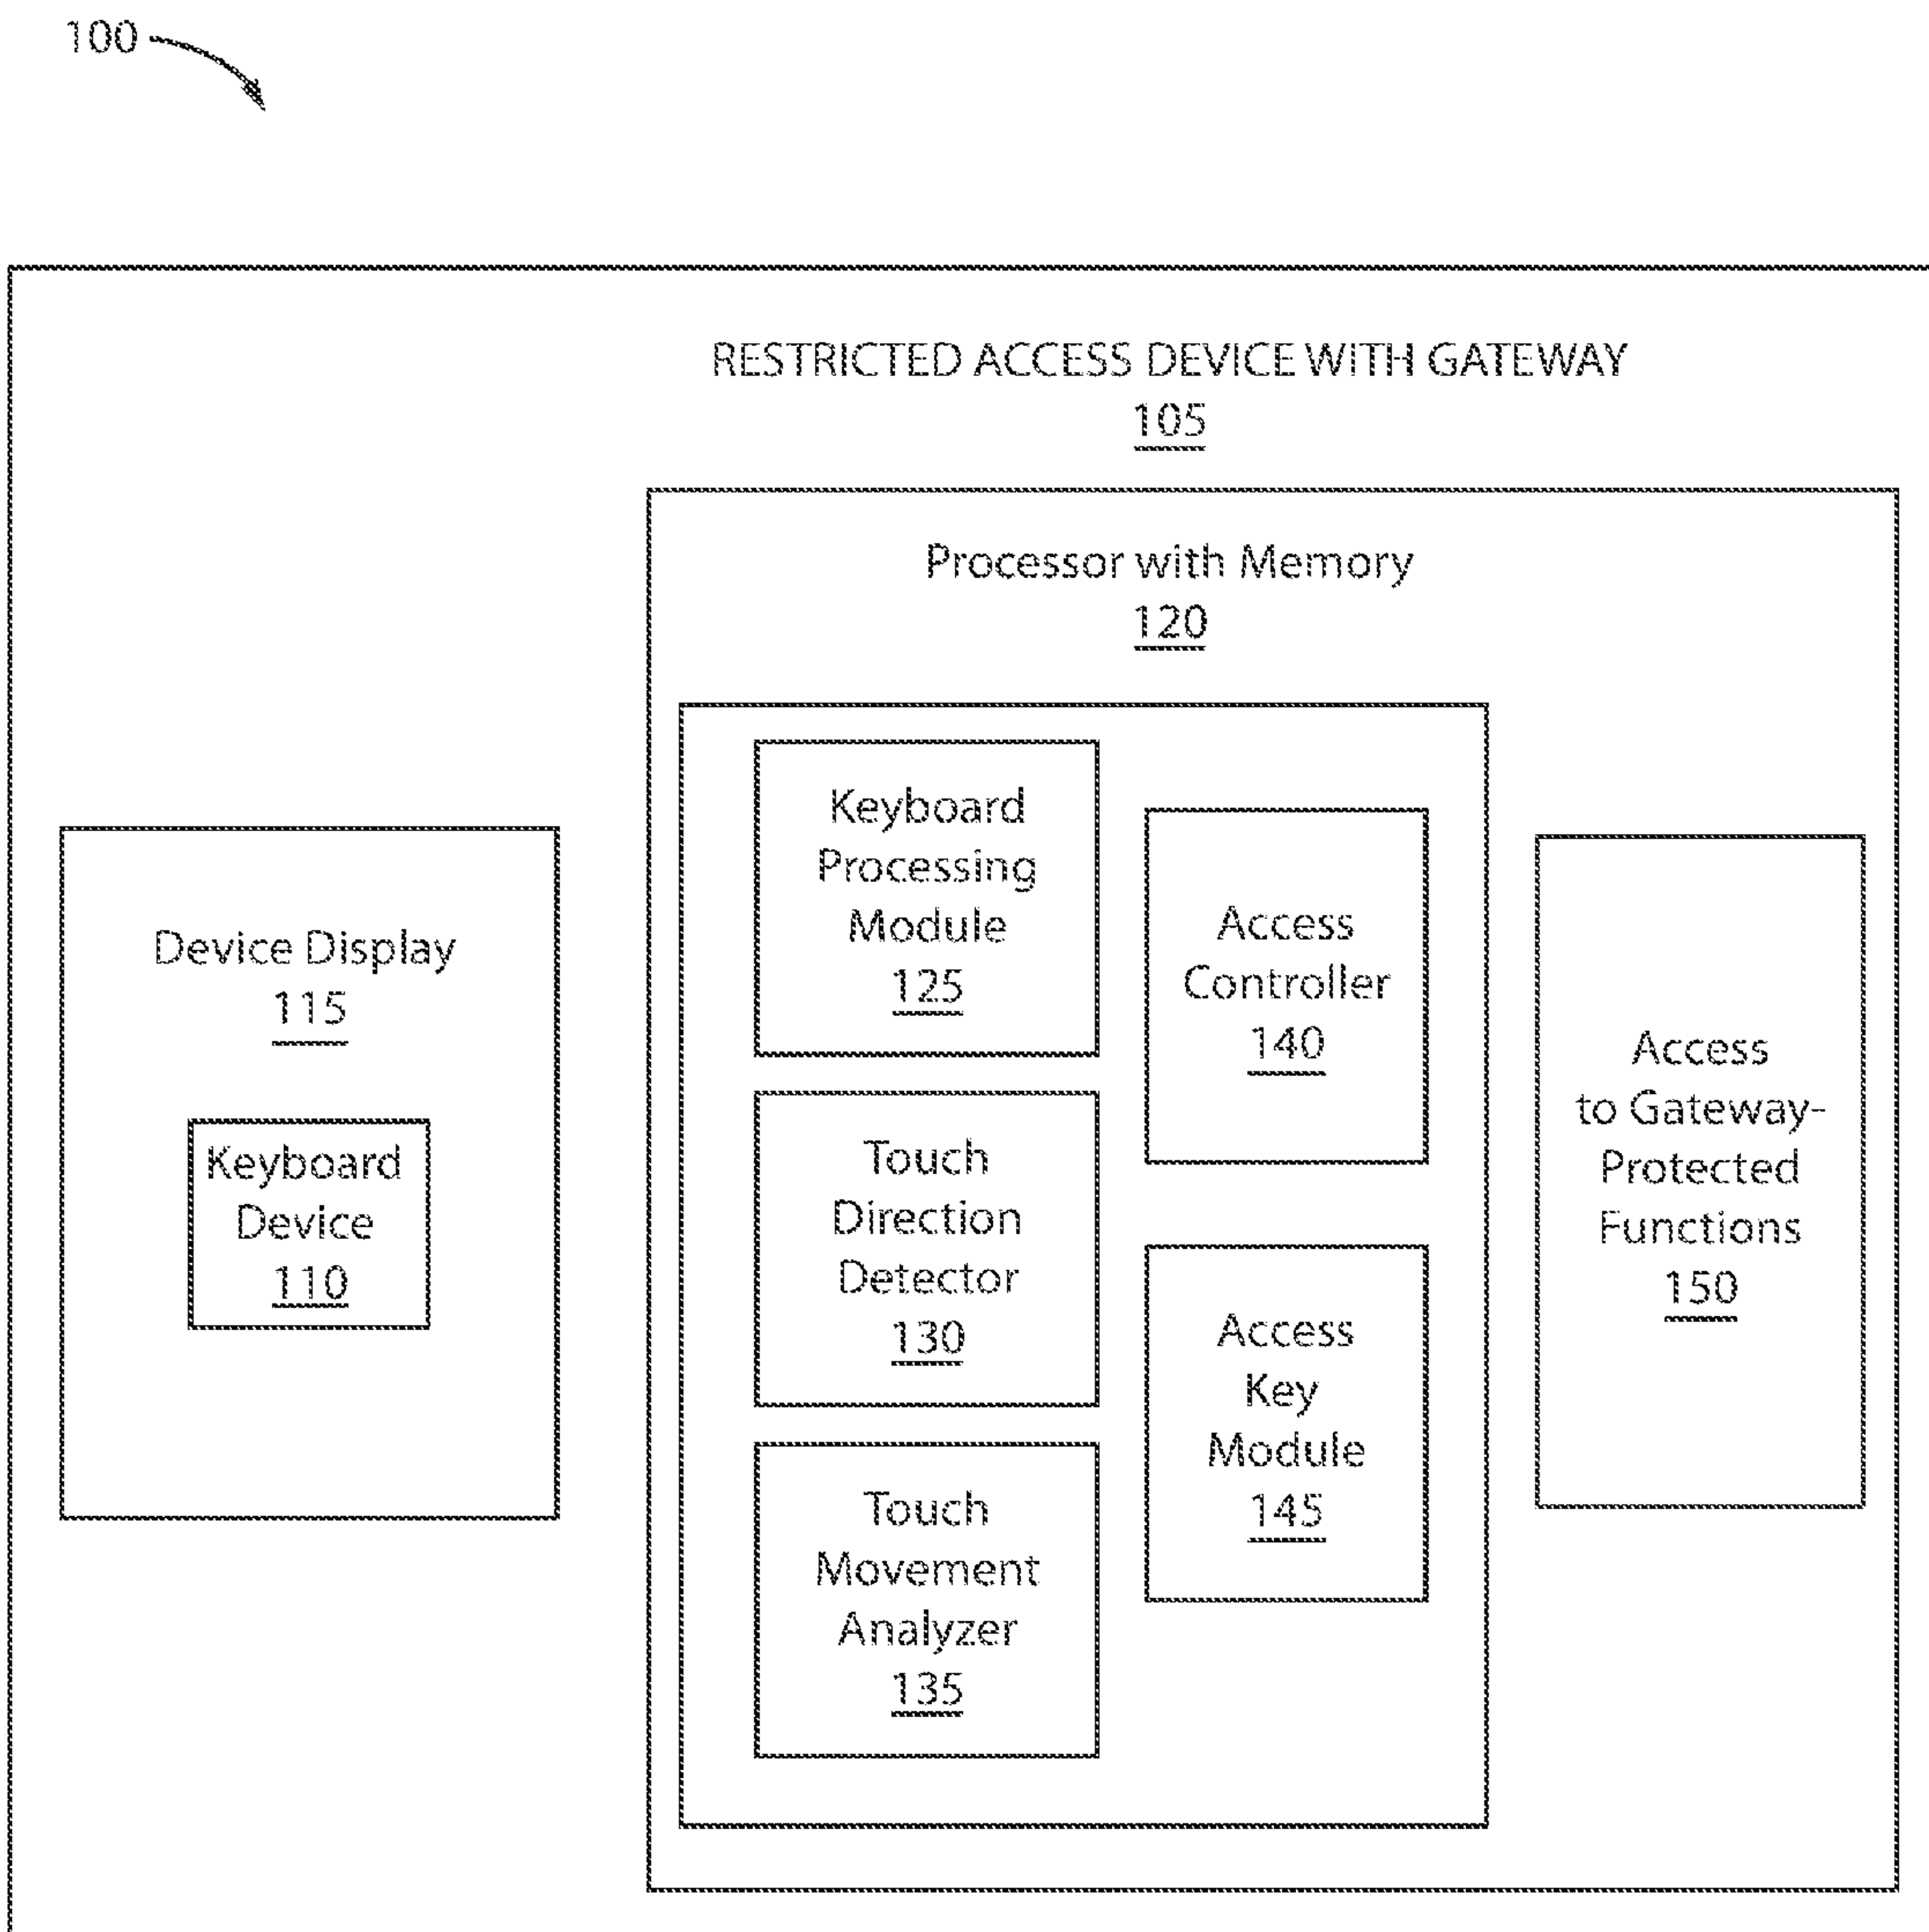 100
RESTRICTED ACCESS DEVICE WITH GATEWAY
105
Processor with Memory
120
Device Display
115
Keyboard
Device
110
Keyboard
Processing
Module
125
Touch
Direction
Detector
130
Touch
Movement
Analyzer
135
Access
Controller
140
Access
Key
Module
145
Access
to Gateway-
Protected
Functions
150